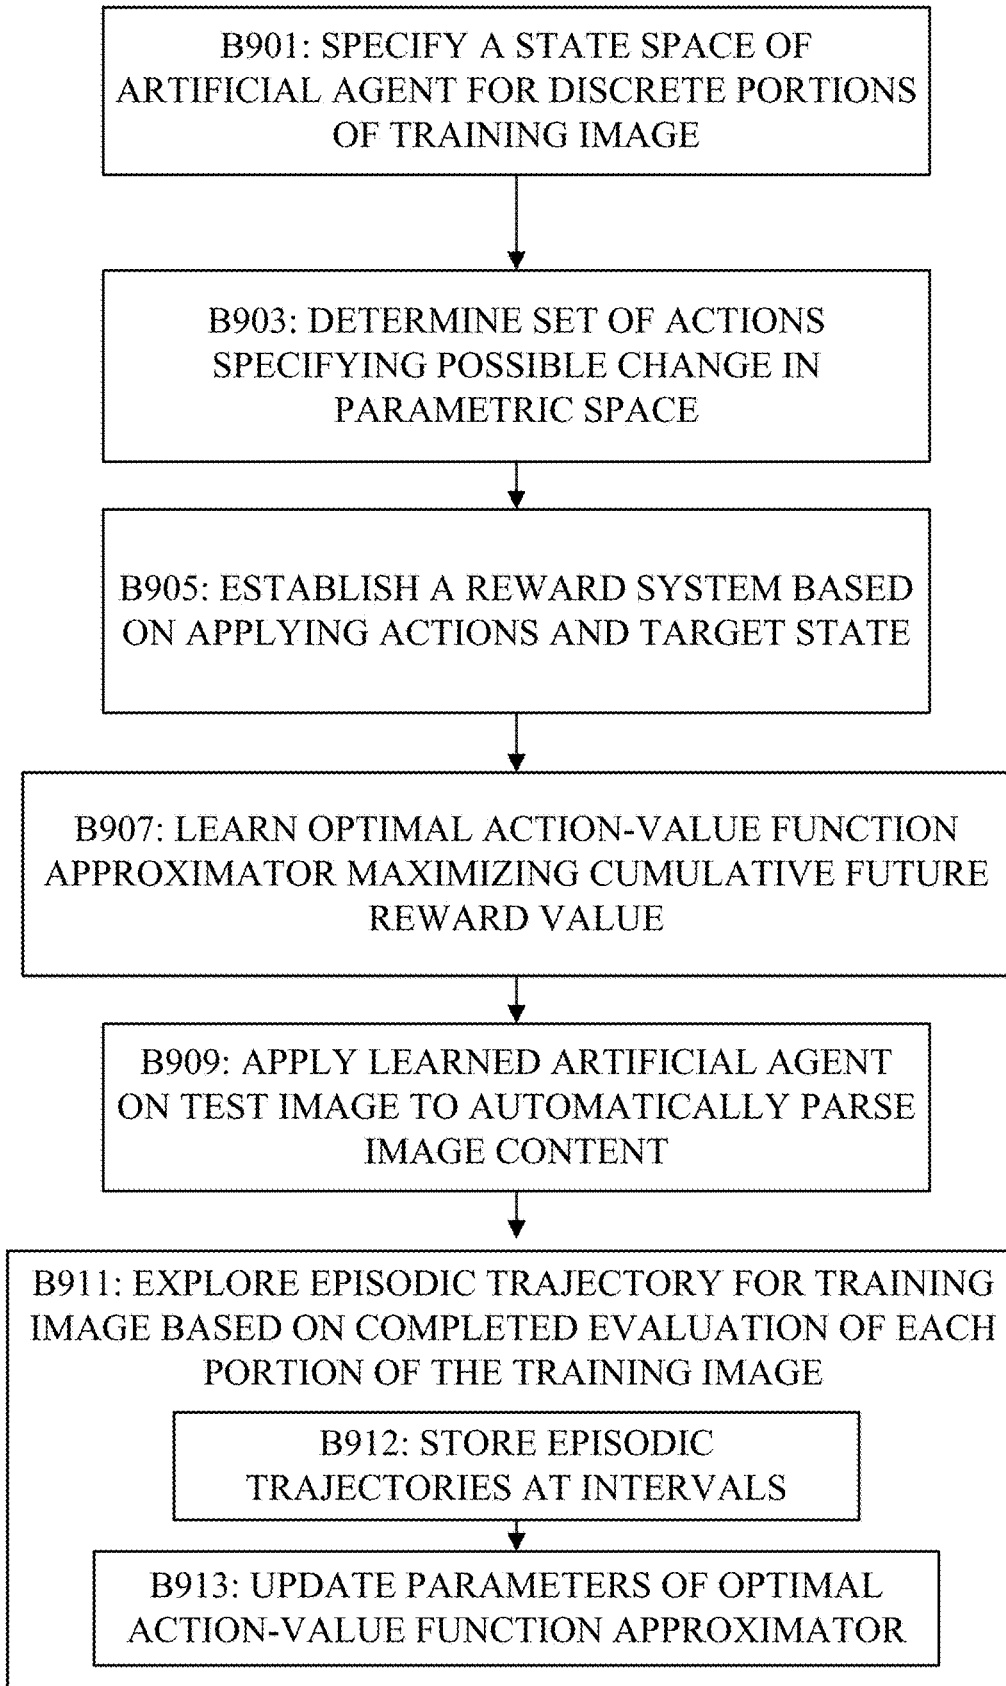 B901: SPECIFY A STATE SPACE OF
ARTIFICIAL AGENT FOR DISCRETE PORTIONS
OF TRAINING IMAGE
B903: DETERMINE SET OF ACTIONS
SPECIFYING POSSIBLE CHANGE IN
PARAMETRIC SPACE
B905: ESTABLISH A REWARD SYSTEM BASED
ON APPLYING ACTIONS AND TARGET STATE
B907: LEARN OPTIMAL ACTION-VALUE FUNCTION
APPROXIMATOR MAXIMIZING CUMULATIVE FUTURE
REWARD VALUE
B909: APPLY LEARNED ARTIFICIAL AGENT
ON TEST IMAGE TO AUTOMATICALLY PARSE
IMAGE CONTENT
B911: EXPLORE EPISODIC TRAJECTORY FOR TRAINING
IMAGE BASED ON COMPLETED EVALUATION OF EACH
PORTION OF THE TRAINING IMAGE
B912: STORE EPISODIC
TRAJECTORIES AT INTERVALS
B913: UPDATE PARAMETERS OF OPTIMAL
ACTION-VALUE FUNCTION APPROXIMATOR